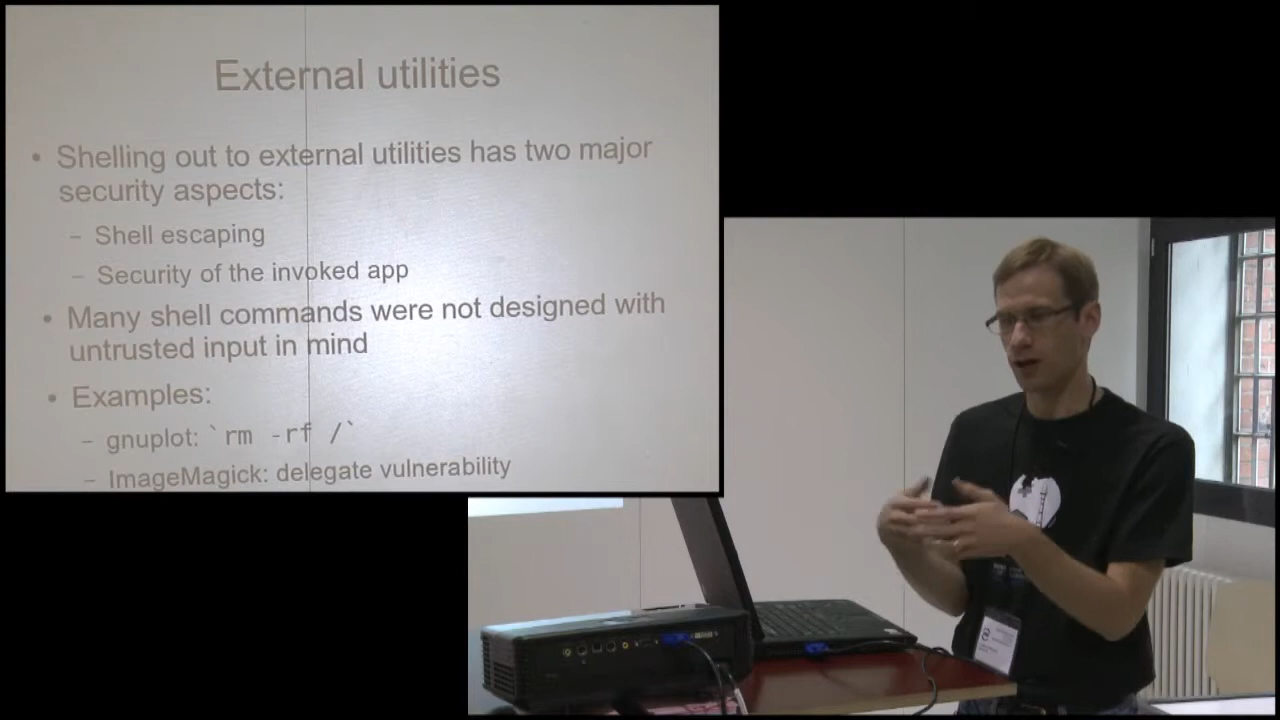 External utilities
• Shelling out to external utilities has two major
security aspects:
– Shell escaping
– Security of the invoked app
• Many shell commands were not designed with
untrusted input in mind
• Examples:
– gnuplot: `rm -rf /`
– ImageMagick: delegate vulnerability